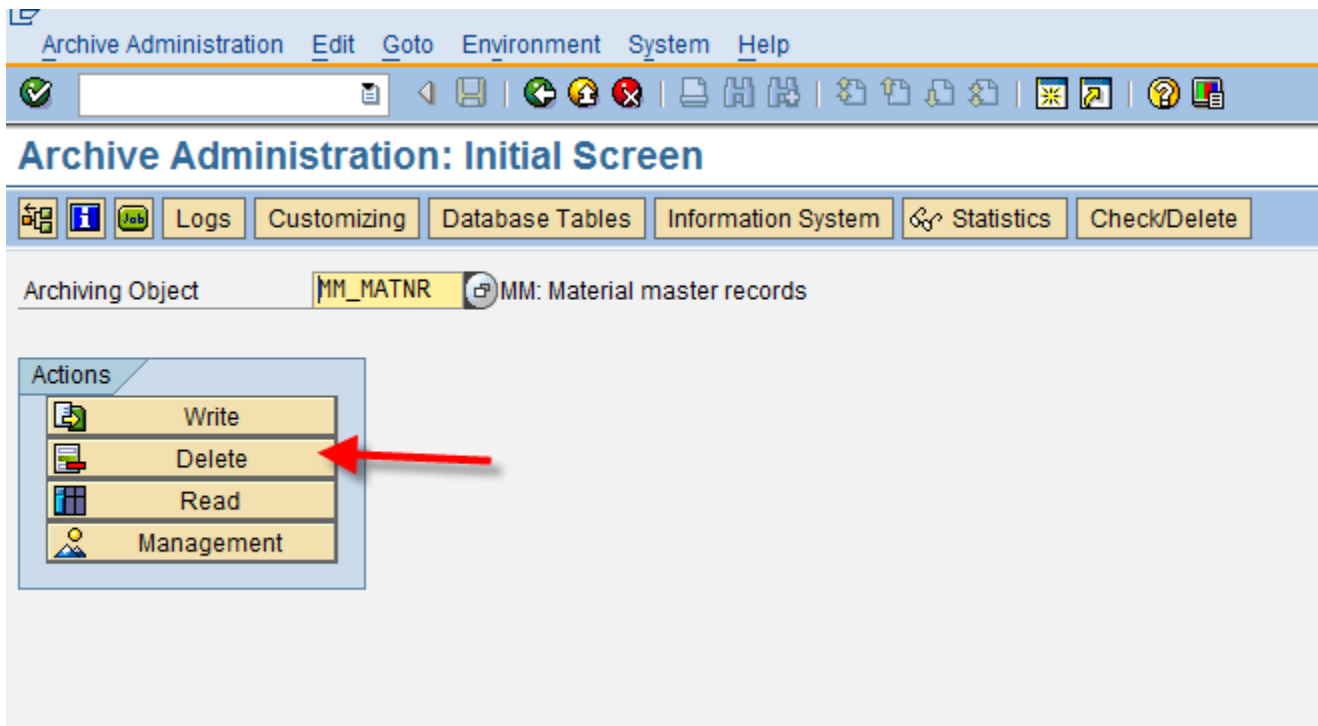 Archive Administration Edit Goto Environment System Help
Archive Administration: Initial Screen
Job Logs Customizing Database Tables Information System Statistics Check/Delete
Archiving Object MM_MATNR MM: Material master records
Actions
Write
Delete
Read
Management